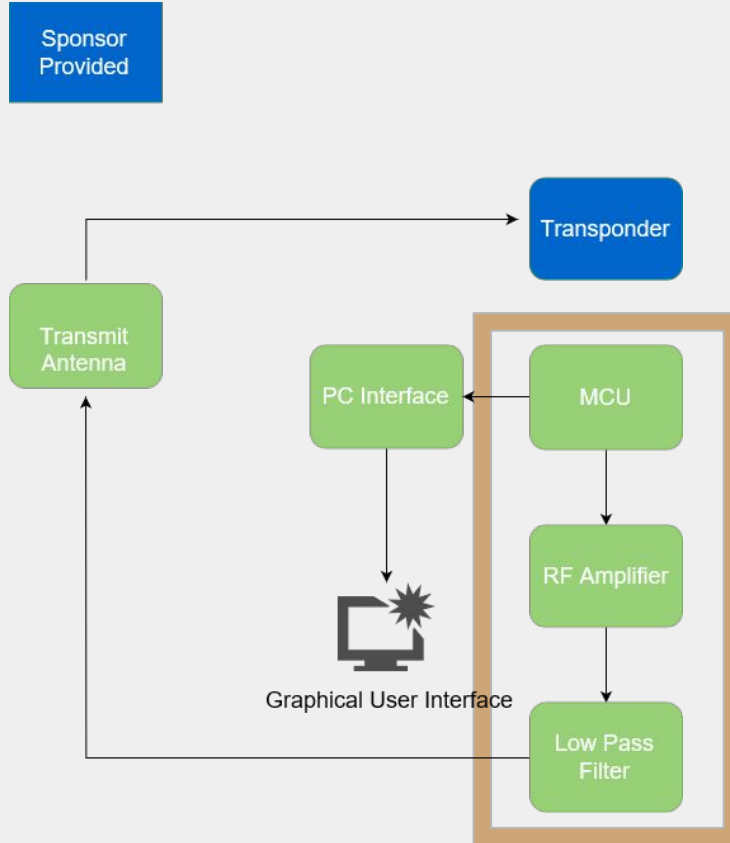 Sponsor
Provided
Transponder
Transmit
Antenna
PC Interface
MCU
RF Amplifier
Graphical User Interface
Low Pass
Filter